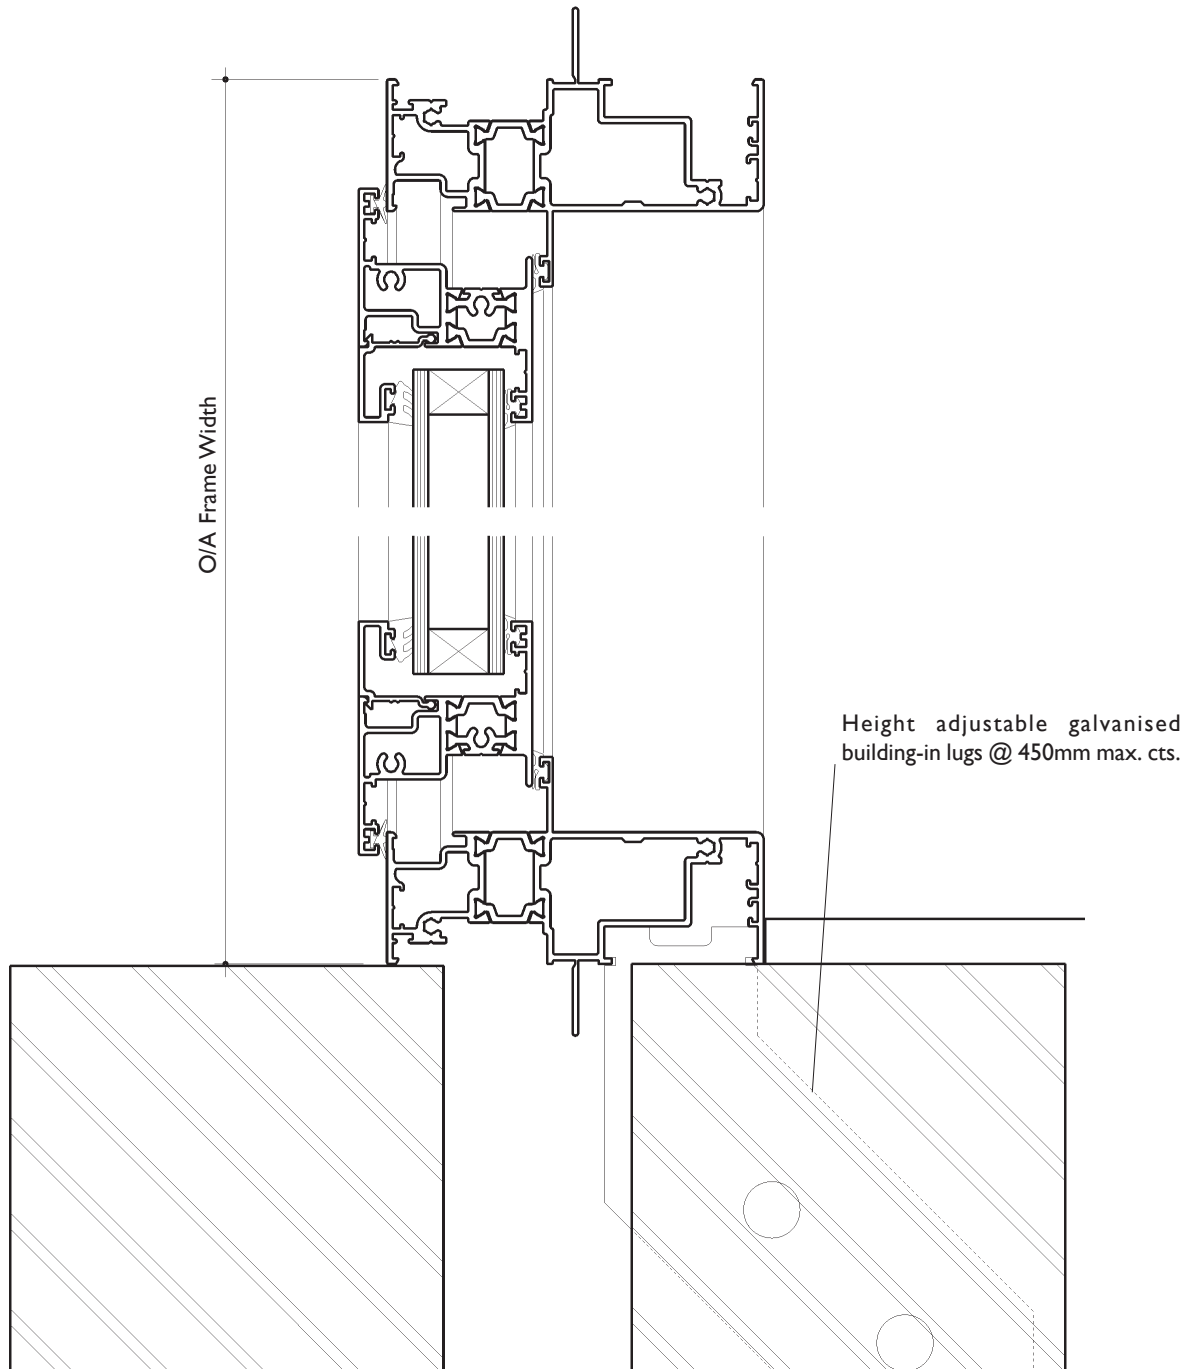 O/A Frame Width
Height adjustable galvanised
building-in lugs @ 450mm max. cts.